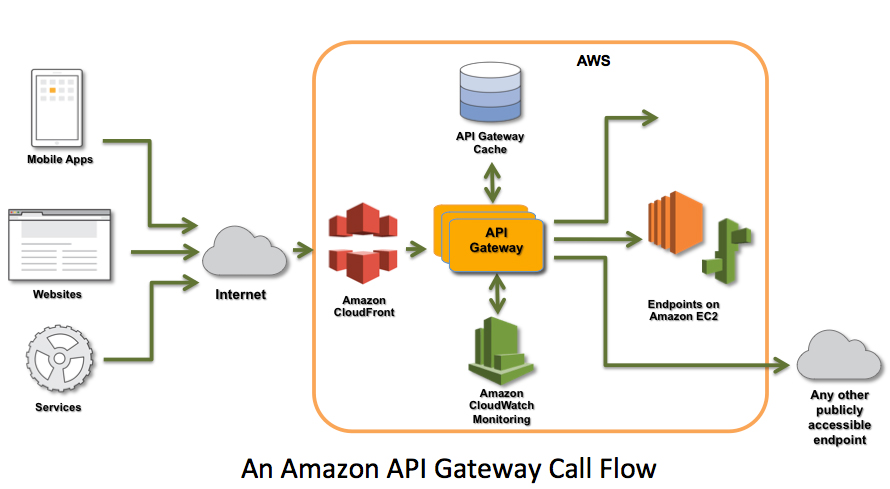 AWS
Mobile Apps
Websites
Services
Internet
Amazon
CloudFront
API Gateway
Cache
API
Gateway
Amazon
CloudWatch
Monitoring
Endpoints on
Amazon EC2
Any other
publicly
accessible
endpoint
An Amazon API Gateway Call Flow